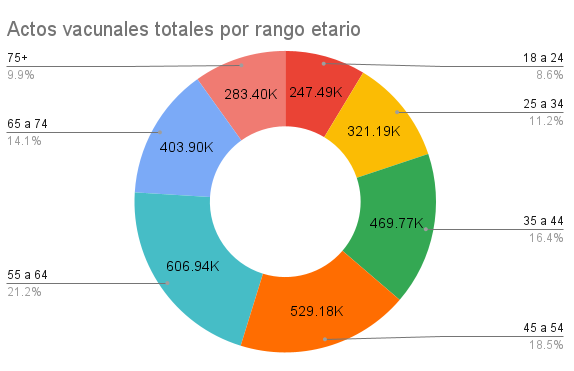 Actos vacunales totales por rango etario
75+
9.9%
18 a 24
8.6%
283.40K
247.49K
25 a 34
11.2%
321.19K
65 a 74
14.1%
403.90K
35 a 44
16.4%
469.77K
55 a 64
21.2%
606.94K
529.18K
45 a 54
18.5%